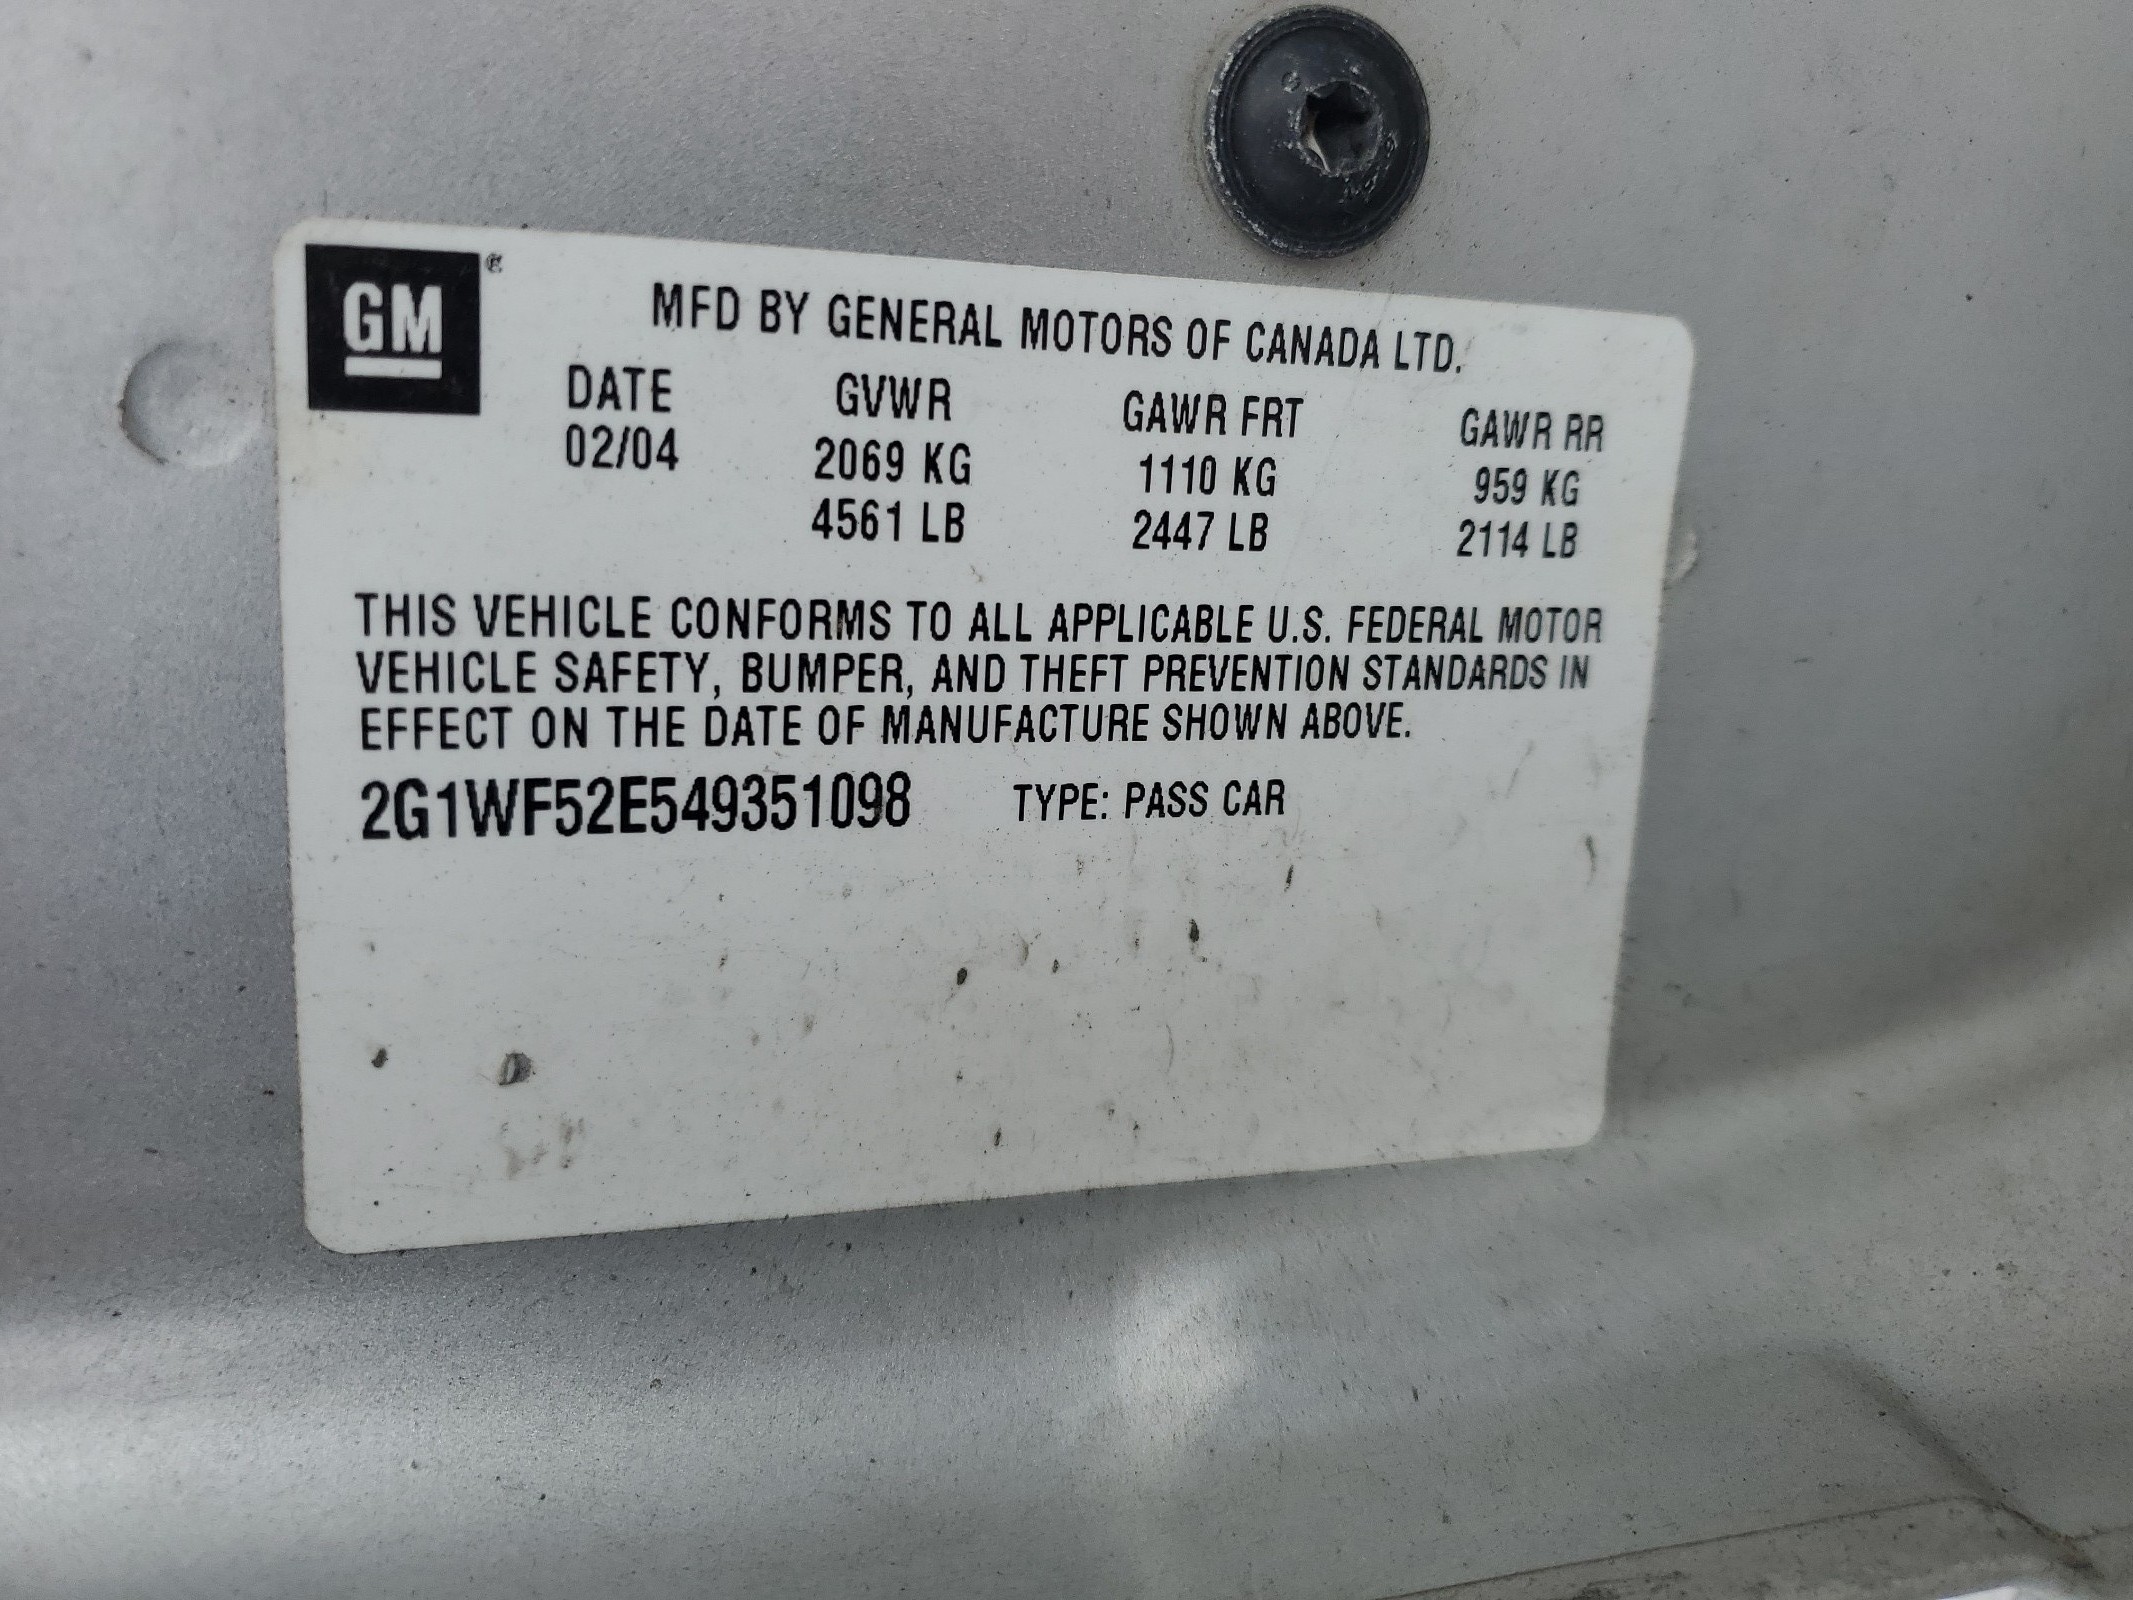 GM
MFD BY GENERAL MOTORS OF CANADA LTD.
DATE GVWR GAWR FRT GAWR RR
02/04 2069 KG 1110 KG 959 KG
4561 LB 2447 LB 2114 LB
THIS VEHICLE CONFORMS TO ALL APPLICABLE U.S. FEDERAL MOTOR
VEHICLE SAFETY, BUMPER, AND THEFT PREVENTION STANDARDS IN
EFFECT ON THE DATE OF MANUFACTURE SHOWN ABOVE.
2G1WF52E549351098 TYPE: PASS CAR